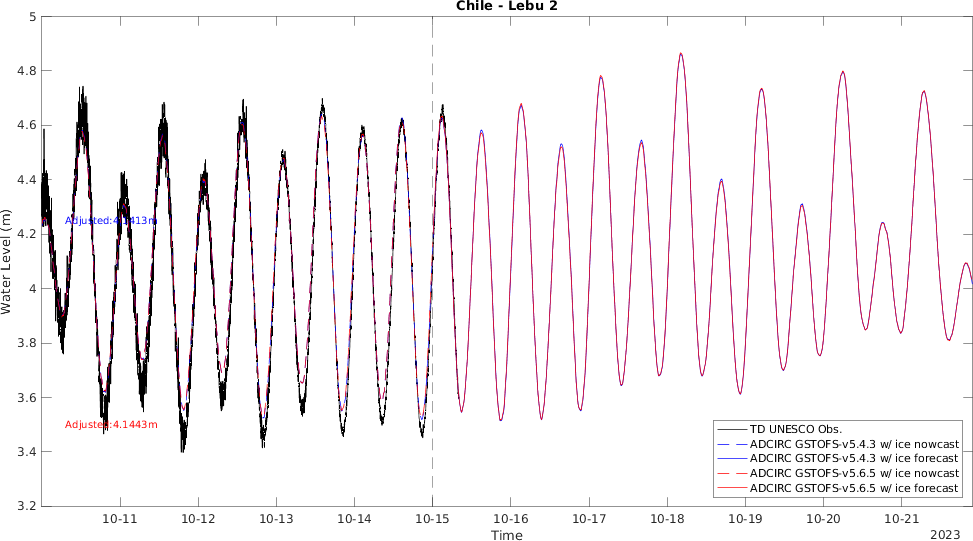 Chile - Lebu 2
5
4.8
4.6
4.4
4.2
4
3.8
3.6
3.4
3.2
Water Level (m)
Adjusted:4.1413m
Adjusted:4.1443m
TD UNESCO Obs.
ADCIRC GSTOFS-v5.4.3 w/ ice nowcast
ADCIRC GSTOFS-v5.4.3 w/ ice forecast
ADCIRC GSTOFS-v5.6.5 w/ ice nowcast
ADCIRC GSTOFS-v5.6.5 w/ ice forecast
10-11 10-12 10-13 10-14 10-15 10-16 10-17 10-18 10-19 10-20 10-21
Time
2023